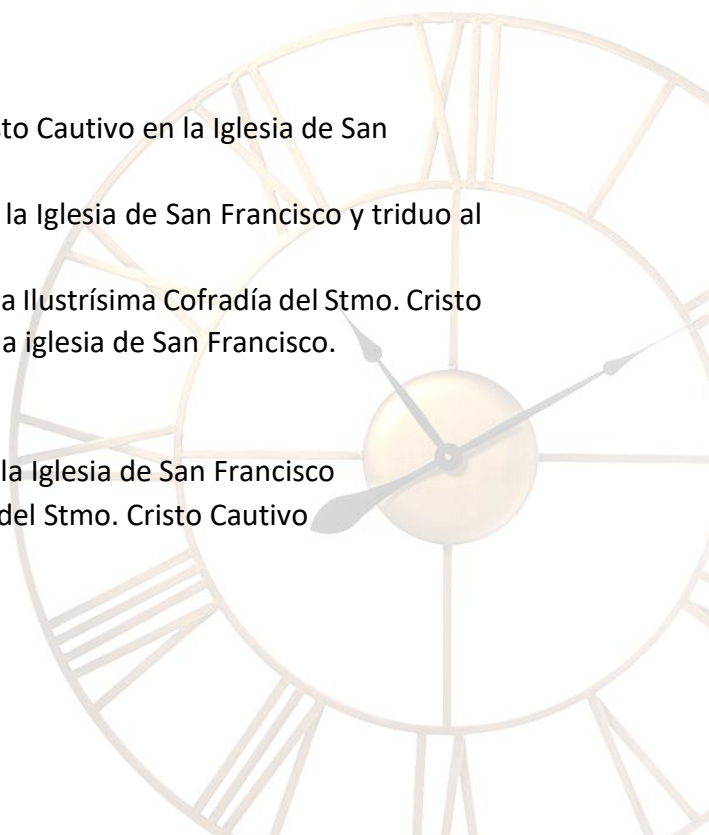 to Cautivo en la Iglesia de San
la Iglesia de San Francisco y triduo al
a Ilustrísima Cofradía del Stmo. Cristo
a iglesia de San Francisco.
la Iglesia de San Francisco
del Stmo. Cristo Cautivo